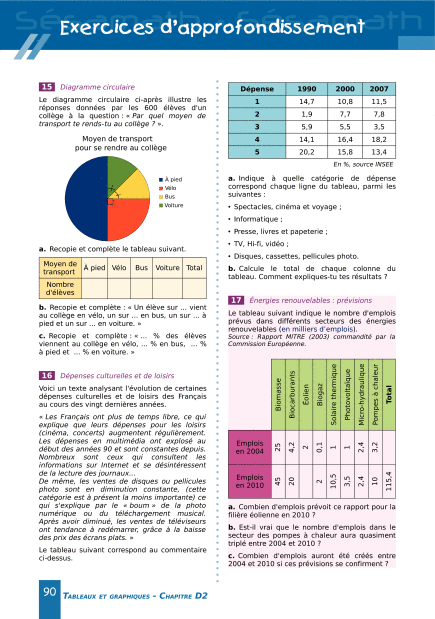 Exercices d'approfondissement
15 Diagramme circulaire
Le diagramme circulaire ci-après illustre les
réponses données par les 600 élèves d'un
collège à la question : « Par quel moyen de
transport te rends-tu au collège ? ».
Moyen de transport
pour se rendre au collège
À pied
Vélo
Bus
Voiture
a. Recopie et complète le tableau suivant.
Moyen de transport À pied Vélo Bus Voiture Total
Nombre d'élèves
b. Recopie et complète : « Un élève sur ... vient
au collège en vélo, un sur ... en bus, un sur ... à
pied et un sur ... en voiture. »
c. Recopie et complète : « ... % des élèves
viennent au collège en vélo, ... % en bus, ... %
à pied et ... % en voiture. »
16 Dépenses culturelles et de loisirs
Voici un texte analysant l'évolution de certaines
dépenses culturelles et de loisirs des Français
au cours des vingt dernières années.
« Les Français ont plus de temps libre, ce qui
explique que leurs dépenses pour les loisirs
(cinéma, concerts) augmentent régulièrement.
Les dépenses en multimédia ont explosé au
début des années 90 et sont constantes depuis.
Nombreux sont ceux qui consultent les
informations sur Internet et se désintéressent
de la lecture des journaux...
De même, les ventes de disques ou pellicules
photo sont en diminution constante, (cette
catégorie est à présent la moins importante) ce
qui s'explique par le « boum » de la photo
numérique ou du téléchargement musical.
Après avoir diminué, les ventes de téléviseurs
ont tendance à redémarrer, grâce à la baisse
des prix des écrans plats. »
Le tableau suivant correspond au commentaire
ci-dessus.
Dépense 1990 2000 2007
1 14,7 10,8 11,5
2 1,9 7,7 7,8
3 5,9 5,5 3,5
4 14,1 16,4 18,2
5 20,2 15,8 13,4
En %, source INSEE
a. Indique à quelle catégorie de dépense
correspond chaque ligne du tableau, parmi les
suivantes :
• Spectacles, cinéma et voyage ;
• Informatique ;
• Presse, livres et papeterie ;
• TV, Hi-fi, vidéo ;
• Disques, cassettes, pellicules photo.
b. Calcule le total de chaque colonne du
tableau. Comment expliques-tu tes résultats ?
17 Énergies renouvelables : prévisions
Le tableau suivant indique le nombre d'emplois
prévus dans différents secteurs des énergies
renouvelables (en milliers d'emplois).
Source : Rapport MITRE (2003) commandité par la
Commission Européenne.
Biomasse Biocarburants Éolien Biogaz Solaire thermique Photovoltaïque Micro-hydraulique Pompes à chaleur Total
Emplois en 2004 25 4,2 2 0,1 1 1 2,4 3,2
Emplois en 2010 45 20 2 10,5 3,5 2,4 10 115,4
a. Combien d'emplois prévoit ce rapport pour la
filière éolienne en 2010 ?
b. Est-il vrai que le nombre d'emplois dans le
secteur des pompes à chaleur aura quasiment
triplé entre 2004 et 2010 ?
c. Combien d'emplois auront été créés entre
2004 et 2010 si ces prévisions se confirment ?
90 TABLEAUX ET GRAPHIQUES - CHAPITRE D2